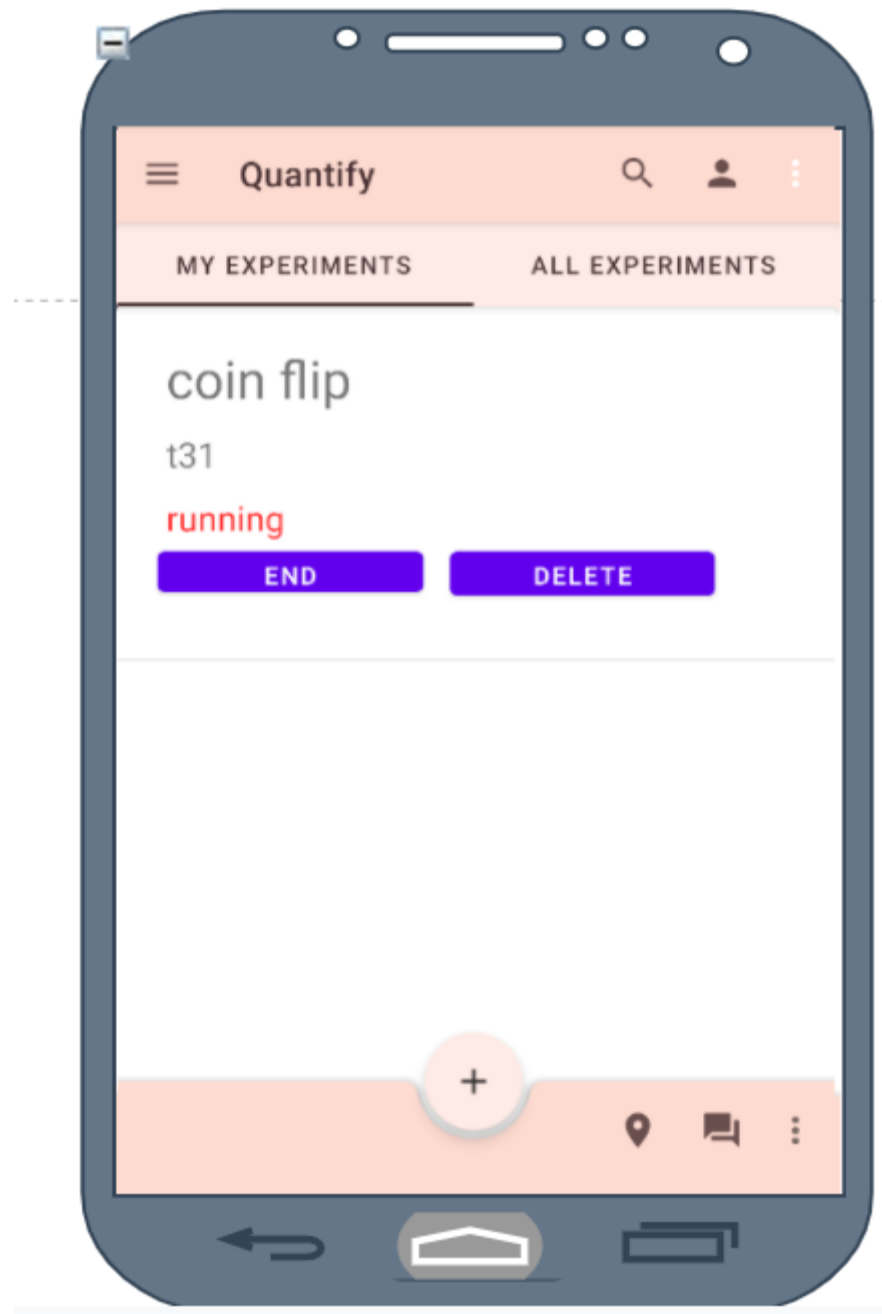 Quantify
MY EXPERIMENTS ALL EXPERIMENTS
coin flip
t31
running
END DELETE